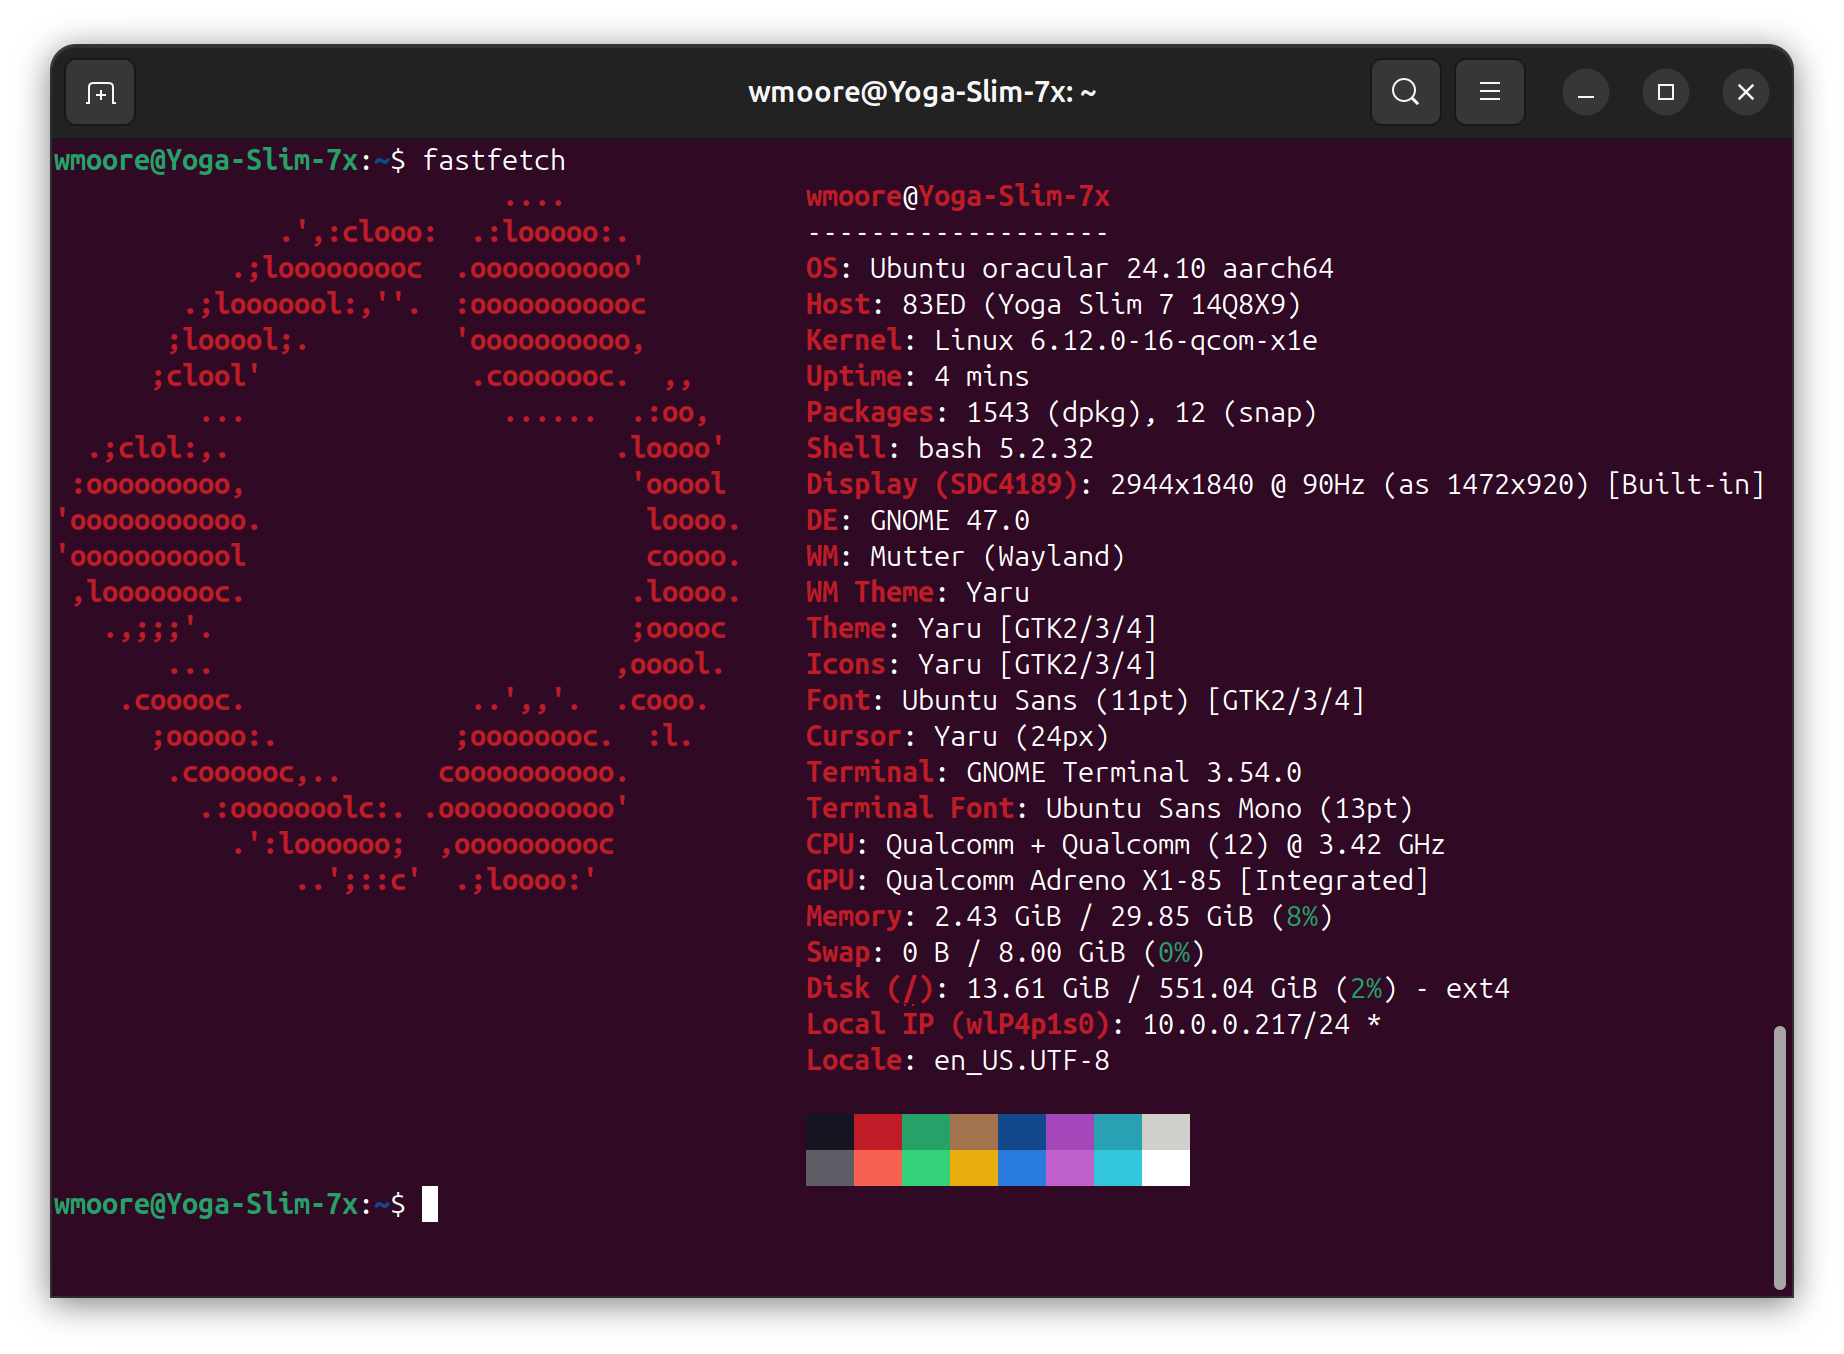 wmoore@Yoga-Slim-7x: ~
wmoore@Yoga-Slim-7x:~$ fastfetch
....
.',:clooo:  .:looooo:.
.;looooooooc  .oooooooooo'
.;looooool:,''.  :ooooooooooc
;looool;.         'oooooooooo,
;clool'             .cooooooc.  ,,
...                ......  .:oo,
.;clol:,.                        .loooo'
:ooooooooo,                        'ooool
'ooooooooooo.                        loooo.
'ooooooooool                         coooo.
,loooooooc.                        .loooo.
.,;;;'.                          ;ooooc
...                         ,ooool.
.cooooc.              ..',,'.  .cooo.
;ooooo:.           ;oooooooc.  :l.
.coooooc,..      coooooooooo.
.:ooooooolc:. .ooooooooooo'
.':loooooo;  ,oooooooooc
..';::c'  .;loooo:'
wmoore@Yoga-Slim-7x
-------------------
OS: Ubuntu oracular 24.10 aarch64
Host: 83ED (Yoga Slim 7 14Q8X9)
Kernel: Linux 6.12.0-16-qcom-x1e
Uptime: 4 mins
Packages: 1543 (dpkg), 12 (snap)
Shell: bash 5.2.32
Display (SDC4189): 2944x1840 @ 90Hz (as 1472x920) [Built-in]
DE: GNOME 47.0
WM: Mutter (Wayland)
WM Theme: Yaru
Theme: Yaru [GTK2/3/4]
Icons: Yaru [GTK2/3/4]
Font: Ubuntu Sans (11pt) [GTK2/3/4]
Cursor: Yaru (24px)
Terminal: GNOME Terminal 3.54.0
Terminal Font: Ubuntu Sans Mono (13pt)
CPU: Qualcomm + Qualcomm (12) @ 3.42 GHz
GPU: Qualcomm Adreno X1-85 [Integrated]
Memory: 2.43 GiB / 29.85 GiB (8%)
Swap: 0 B / 8.00 GiB (0%)
Disk (/): 13.61 GiB / 551.04 GiB (2%) - ext4
Local IP (wlP4p1s0): 10.0.0.217/24 *
Locale: en_US.UTF-8
wmoore@Yoga-Slim-7x:~$